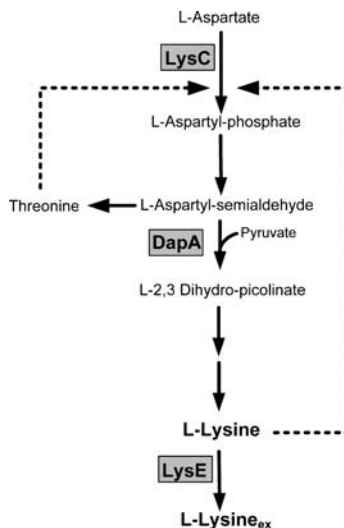 L-Aspartate
LysC
L-Aspartyl-phosphate
Threonine
L-Aspartyl-semialdehyde
DapA
Pyruvate
L-2,3 Dihydro-picolinate
L-Lysine
LysE
L-Lysineex